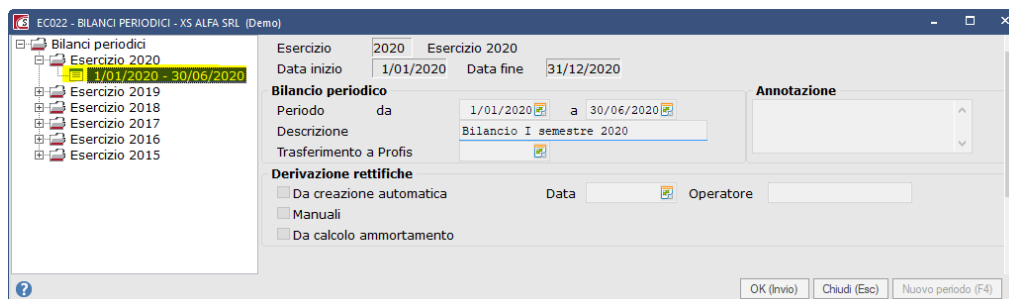 EC022 - BILANCI PERIODICI - XS ALFA SRL (Demo)
Bilanci periodici
Esercizio 2020
1/01/2020 - 30/06/2020
Esercizio 2019
Esercizio 2018
Esercizio 2017
Esercizio 2016
Esercizio 2015
Esercizio 2020 Esercizio 2020
Data inizio 1/01/2020 Data fine 31/12/2020
Bilancio periodico
Periodo da 1/01/2020 a 30/06/2020
Descrizione Bilancio I semestre 2020
Trasferimento a Profis
Annotazione
Derivazione rettifiche
Da creazione automatica Data Operatore
Manuali
Da calcolo ammortamento
OK (Invio) Chiudi (Esc) Nuovo periodo (F4)